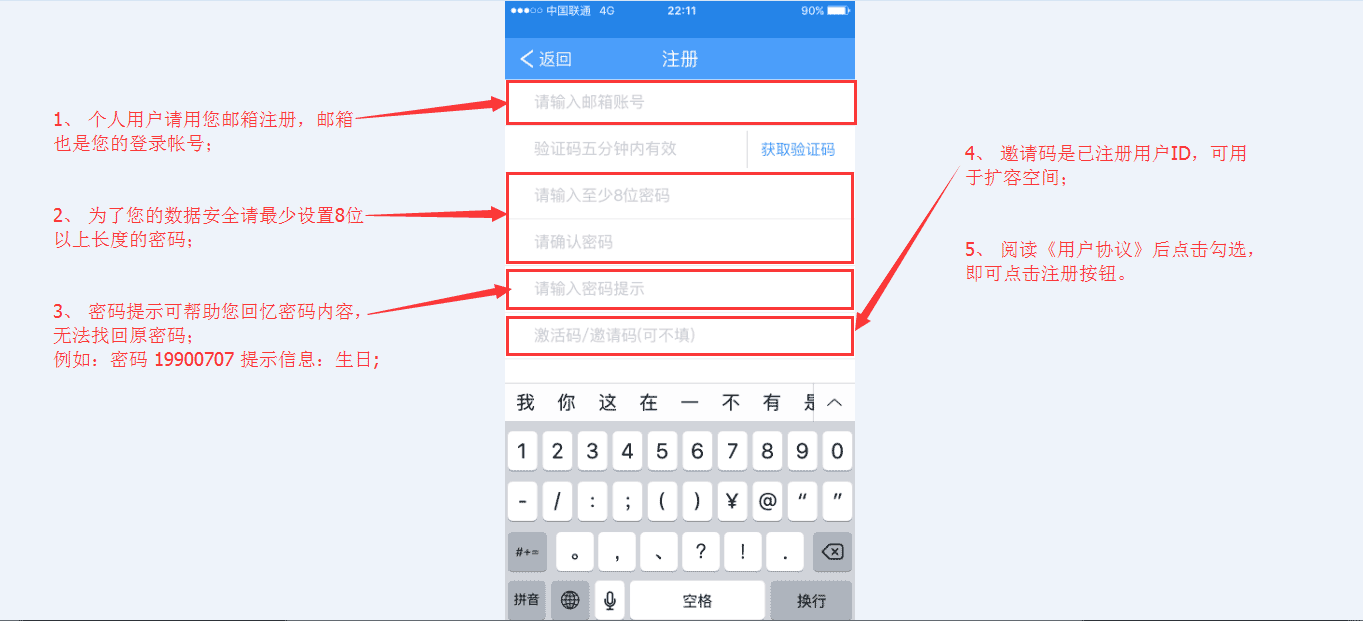 中国联通 4G 22:11 90%
返回 注册
请输入邮箱账号
验证码五分钟内有效 获取验证码
请输入至少8位密码
请确认密码
请输入密码提示
激活码/邀请码(可不填)
1、 个人用户请用您邮箱注册，邮箱
也是您的登录帐号；
2、 为了您的数据安全请最少设置8位
以上长度的密码；
3、 密码提示可帮助您回忆密码内容，
无法找回原密码；
例如：密码 19900707 提示信息：生日；
4、 邀请码是已注册用户ID，可用
于扩容空间；
5、 阅读《用户协议》后点击勾选，
即可点击注册按钮。
我 你 这 在 一 不 有 是
1 2 3 4 5 6 7 8 9 0
- / : ; ( ) ¥ @ “ ”
#+= 。 , 、 ? ! .
拼音 空格 换行